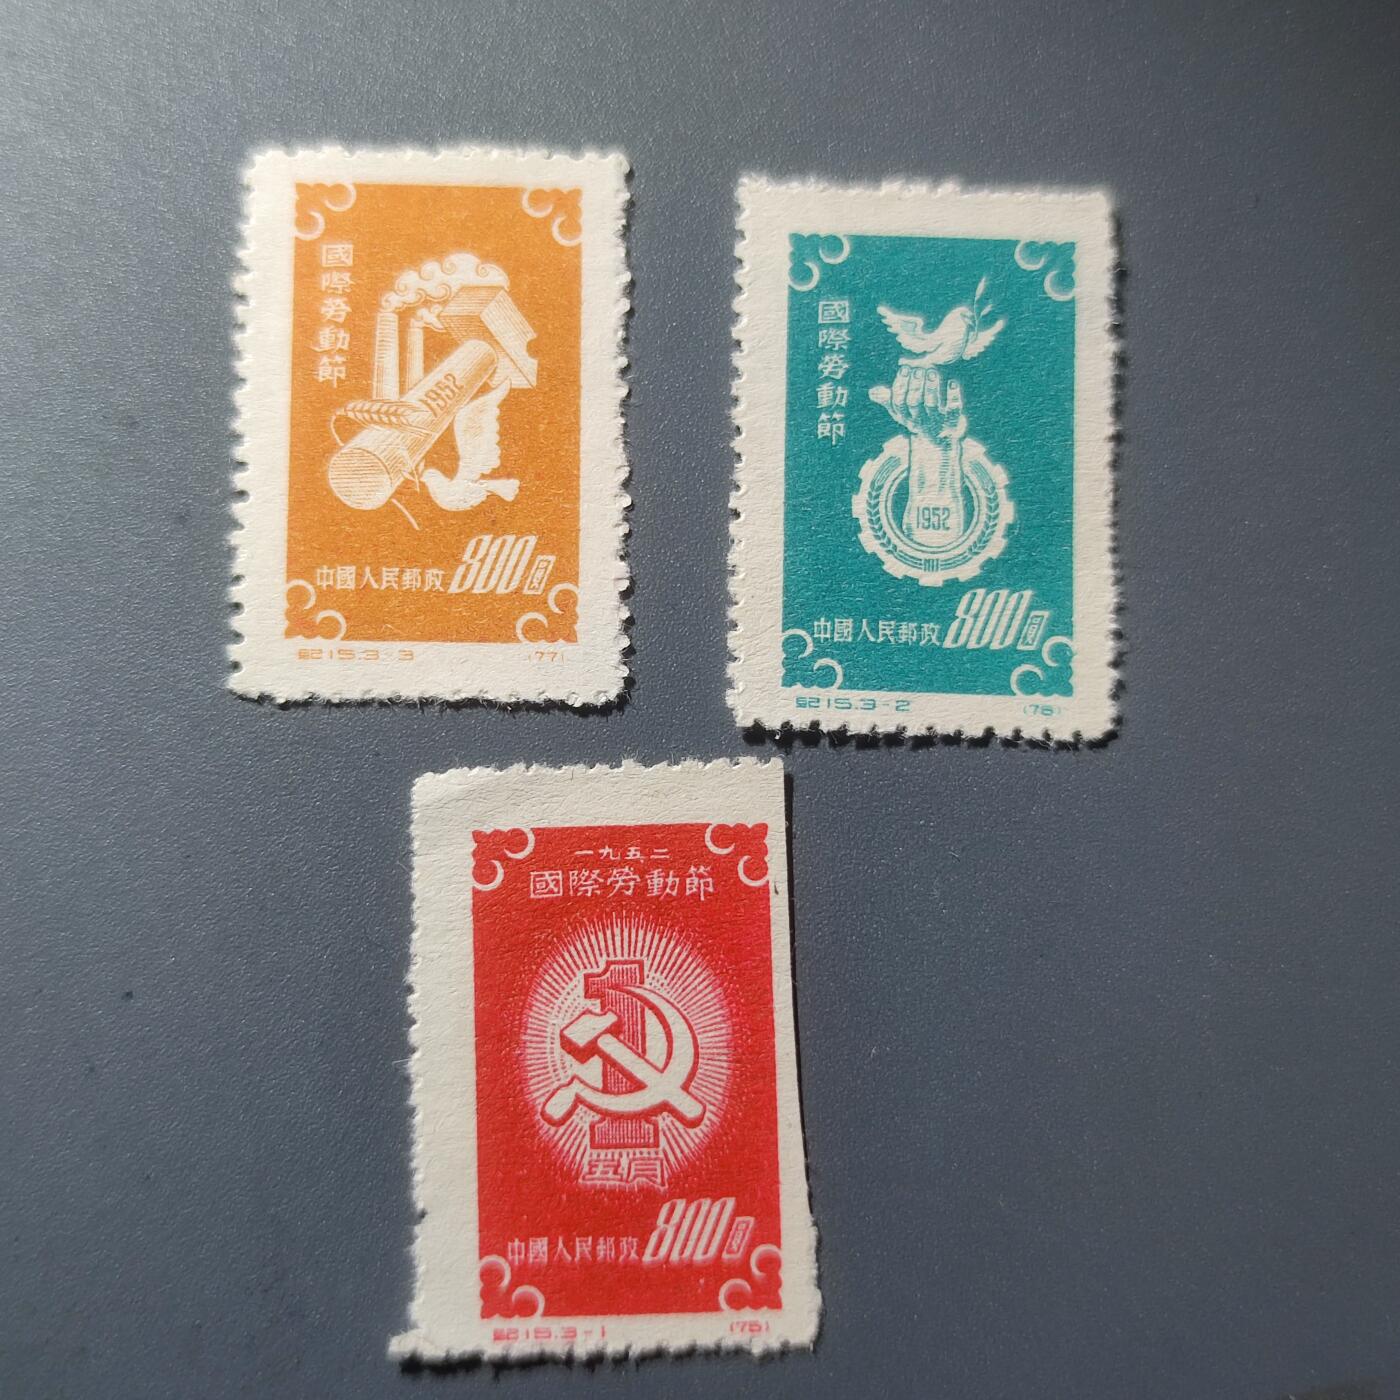 國際勞動節
1952
中國人民郵政 800圓
紀15.3-3 (77)
國際勞動節
1952
中國人民郵政 800圓
紀15.3-2 (76)
一九五二
國際勞動節
1
五月
中國人民郵政 800圓
紀15.3-1 (75)